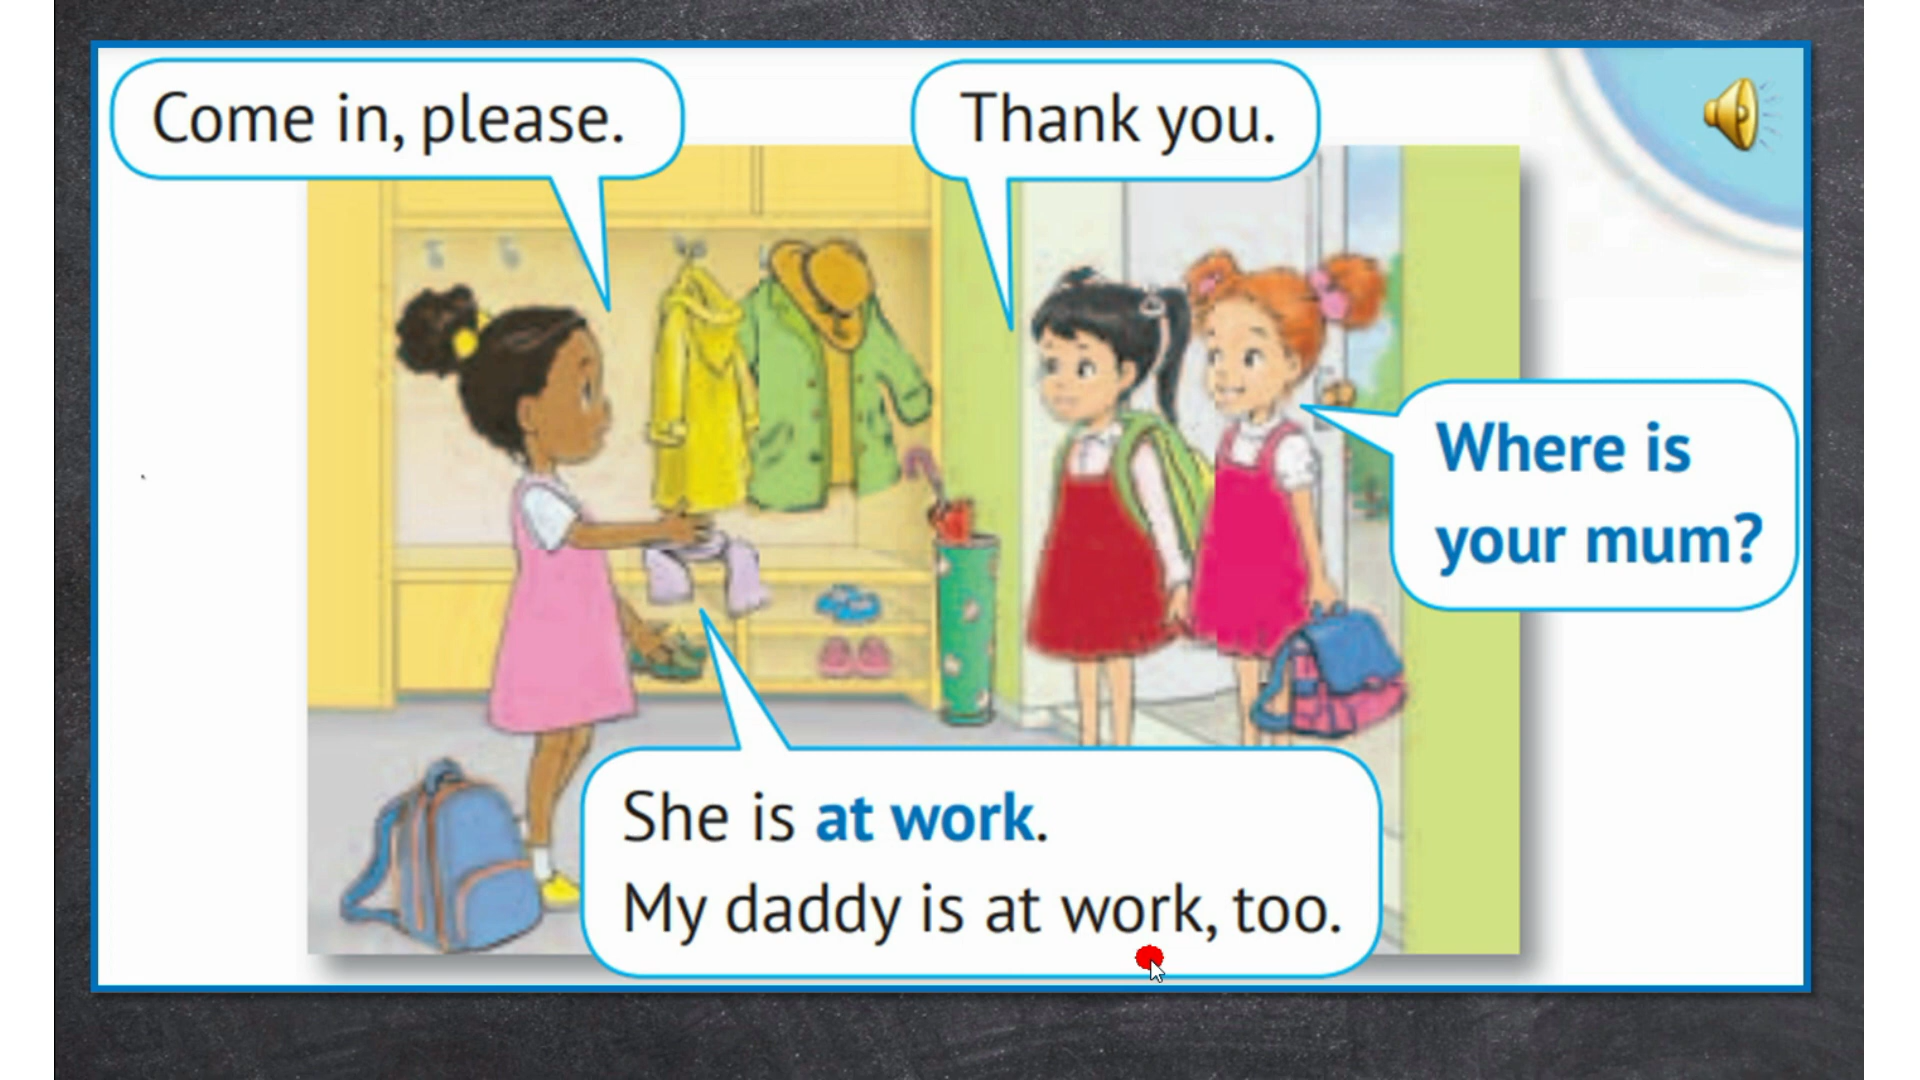 Come in, please.
Thank you.
Where is
your mum?
She is at work.
My daddy is at work, too.